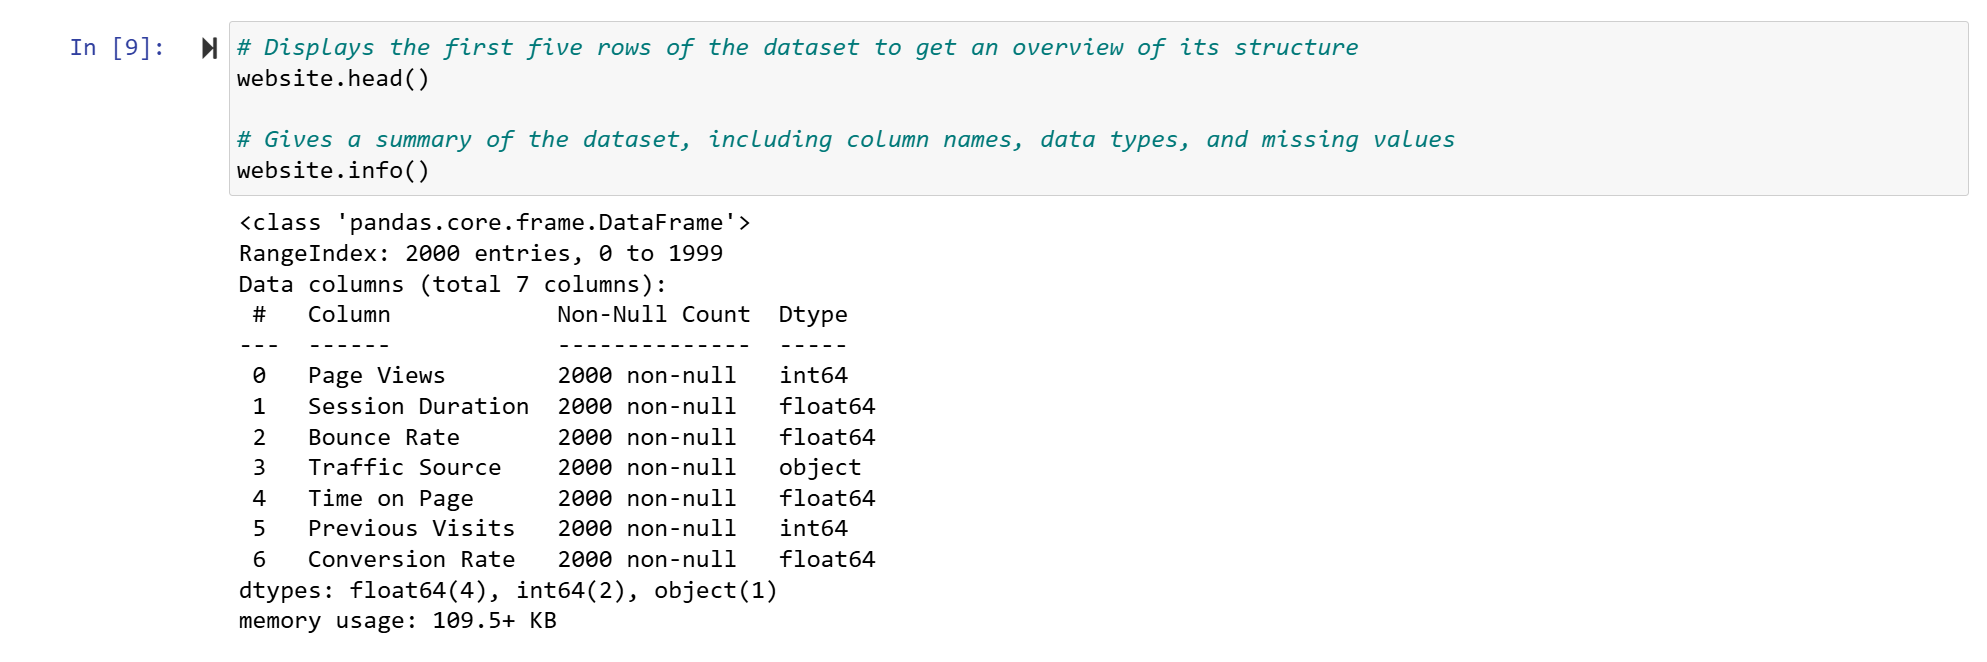 In [9]:
# Displays the first five rows of the dataset to get an overview of its structure
website.head()
# Gives a summary of the dataset, including column names, data types, and missing values
website.info()
<class 'pandas.core.frame.DataFrame'>
RangeIndex: 2000 entries, 0 to 1999
Data columns (total 7 columns):
 #   Column            Non-Null Count  Dtype
---  ------            --------------  -----
 0   Page Views        2000 non-null   int64
 1   Session Duration  2000 non-null   float64
 2   Bounce Rate       2000 non-null   float64
 3   Traffic Source    2000 non-null   object
 4   Time on Page      2000 non-null   float64
 5   Previous Visits   2000 non-null   int64
 6   Conversion Rate   2000 non-null   float64
dtypes: float64(4), int64(2), object(1)
memory usage: 109.5+ KB